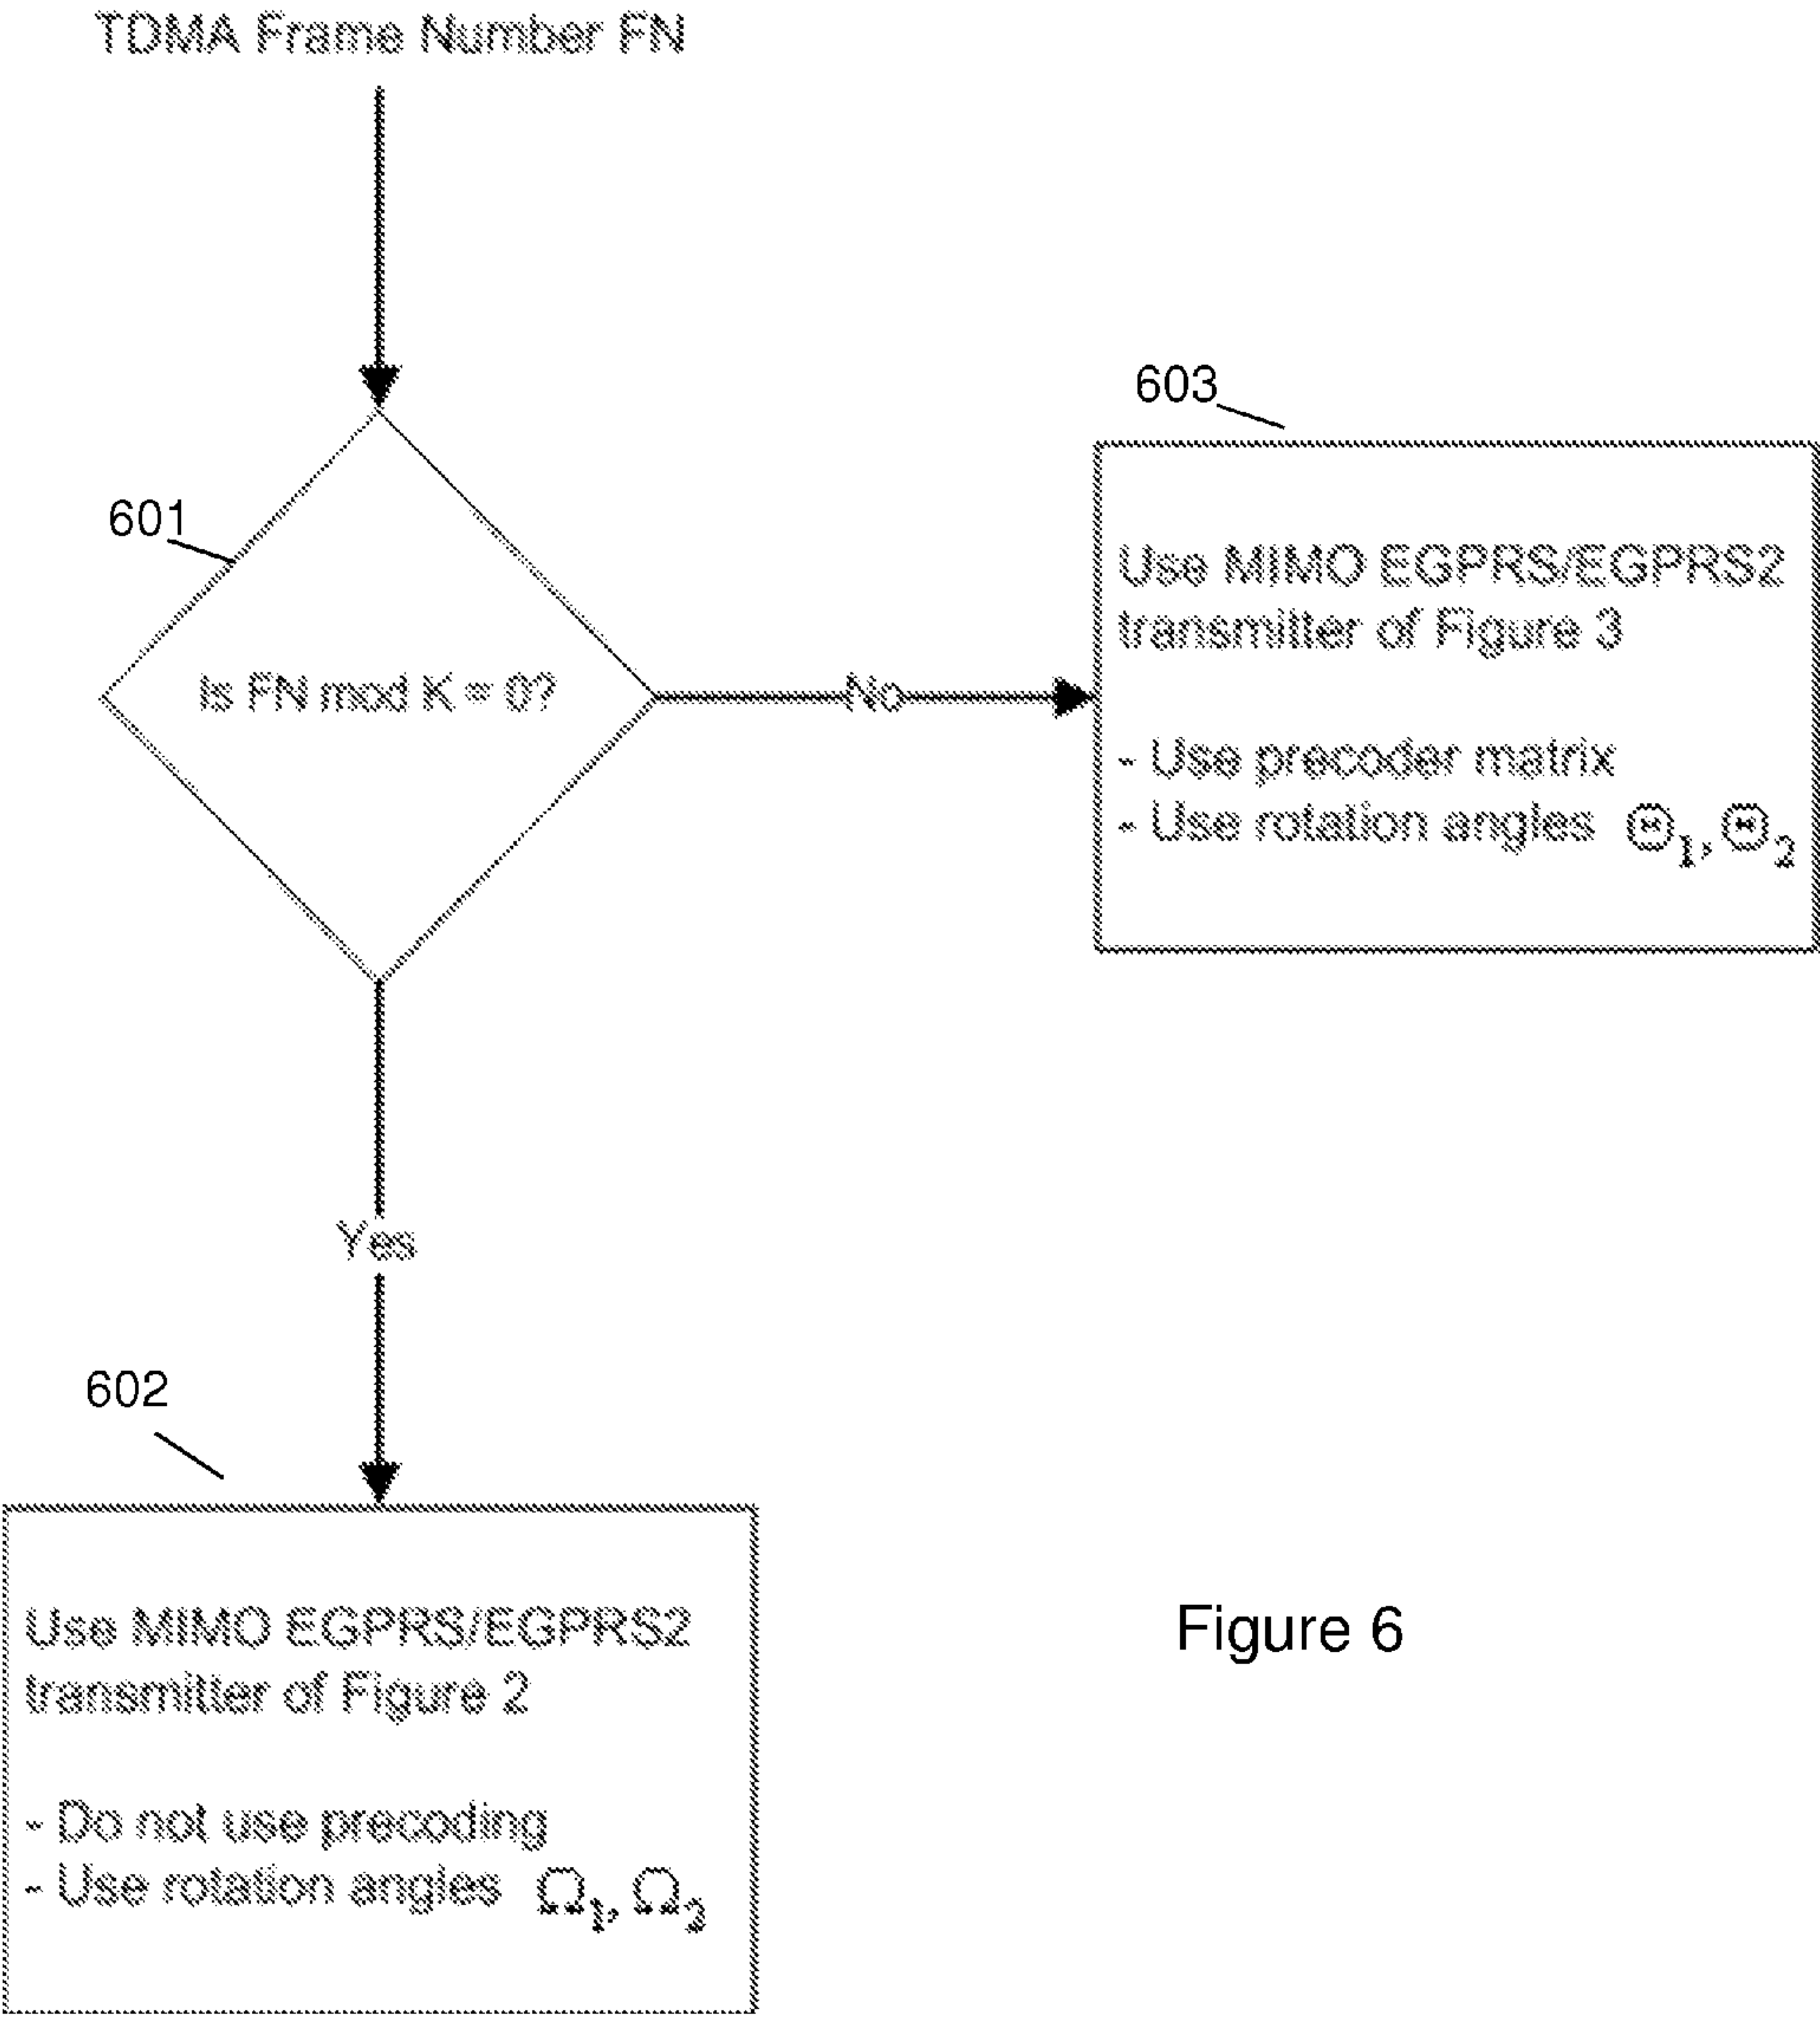 TDMA Frame Number FN
603
601
Use MIMO EGPRS/EGPRS2
transmitter of Figure 3
Is FN mod K = 0?
No
- Use precoder matrix
- Use rotation angles Θ1, Θ2
Yes
602
Use MIMO EGPRS/EGPRS2
transmitter of Figure 2
Figure 6
- Do not use precoding
- Use rotation angles Ω1, Ω2